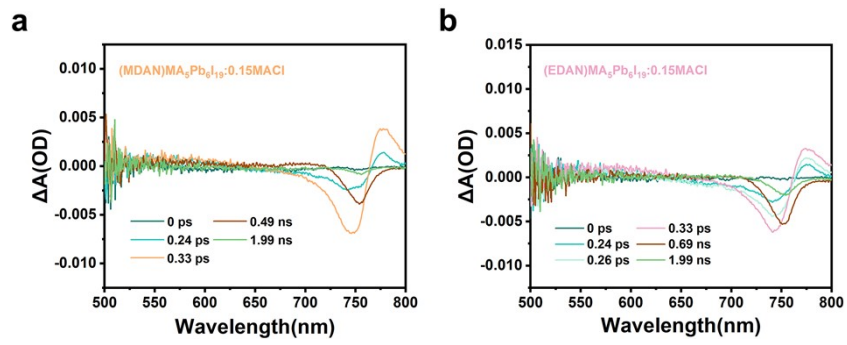 a
ΔA(OD)
0.010
0.005
0.000
-0.005
-0.010
(MDAN)MA₅Pb₆I₁₉:0.15MACl
0 ps
0.24 ps
0.33 ps
0.49 ns
1.99 ns
500 550 600 650 700 750 800
Wavelength(nm)
b
ΔA(OD)
0.015
0.010
0.005
0.000
-0.005
-0.010
(EDAN)MA₅Pb₆I₁₉:0.15MACl
0 ps
0.24 ps
0.26 ps
0.33 ps
0.69 ns
1.99 ns
500 550 600 650 700 750 800
Wavelength(nm)